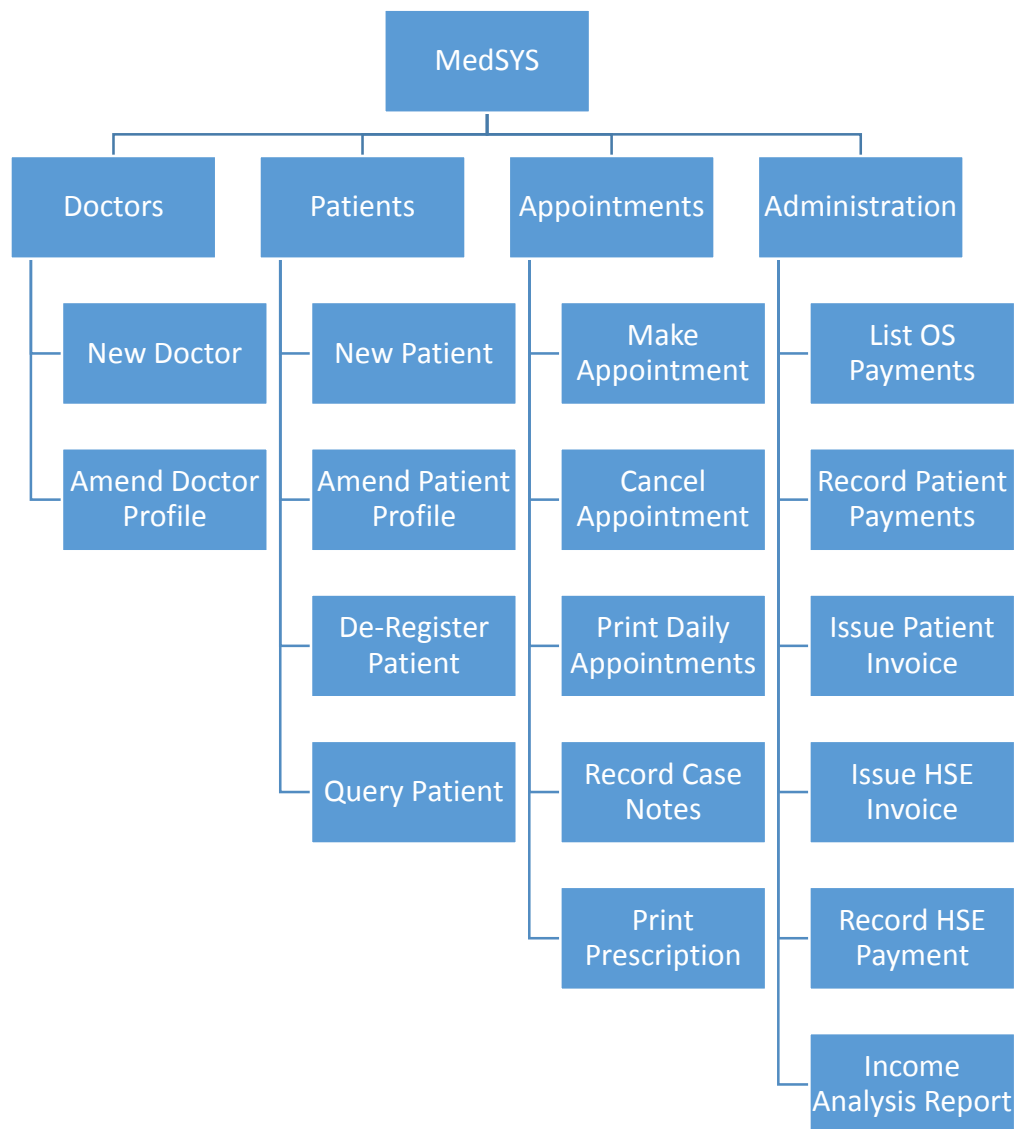 MedSYS
Doctors
Patients
Appointments
Administration
New Doctor
New Patient
Make
Appointment
List OS
Payments
Amend Doctor
Profile
Amend Patient
Profile
Cancel
Appointment
Record Patient
Payments
De-Register
Patient
Print Daily
Appointments
Issue Patient
Invoice
Query Patient
Record Case
Notes
Issue HSE
Invoice
Print
Prescription
Record HSE
Payment
Income
Analysis Report